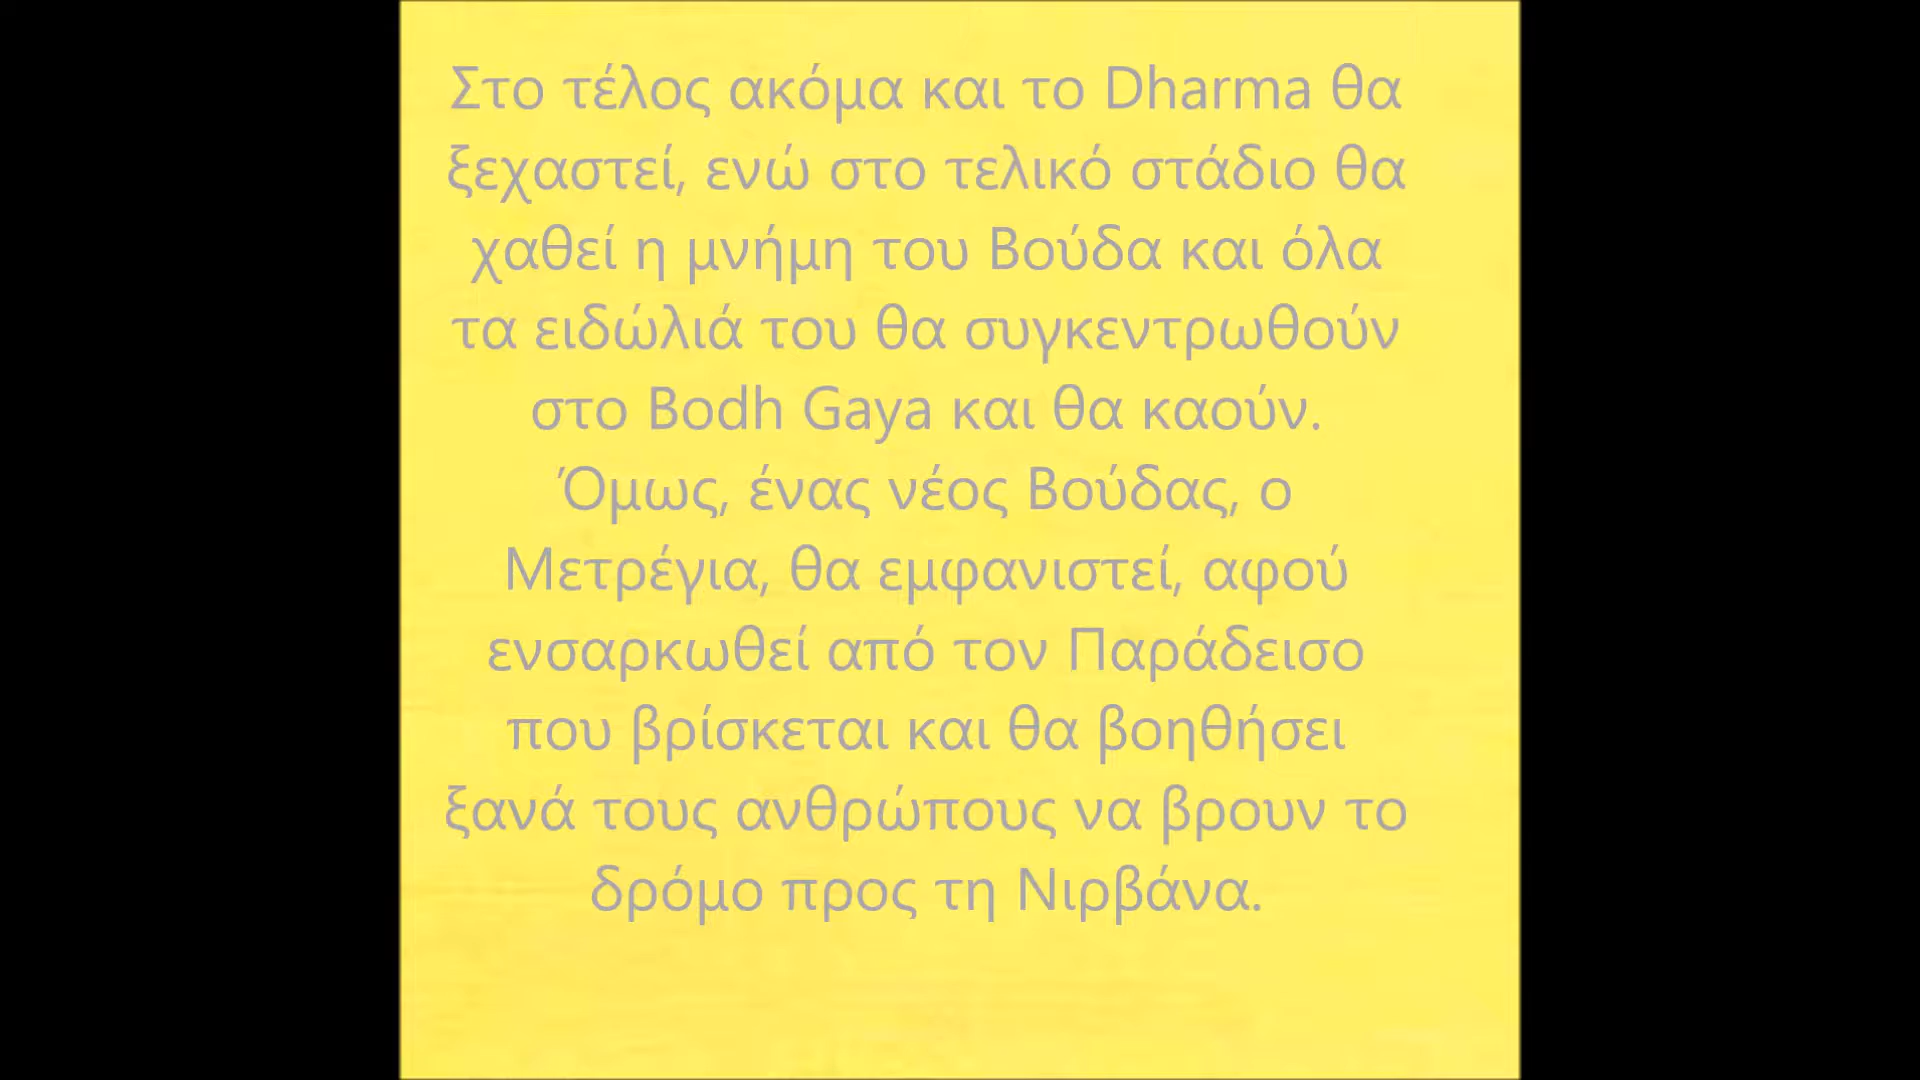 Στο τέλος ακόμα και το Dharma θα
ξεχαστεί, ενώ στο τελικό στάδιο θα
χαθεί η μνήμη του Βούδα και όλα
τα ειδώλιά του θα συγκεντρωθούν
στο Bodh Gaya και θα καούν.
Όμως, ένας νέος Βούδας, ο
Μετρέγια, θα εμφανιστεί, αφού
ενσαρκωθεί από τον Παράδεισο
που βρίσκεται και θα βοηθήσει
ξανά τους ανθρώπους να βρουν το
δρόμο προς τη Νιρβάνα.